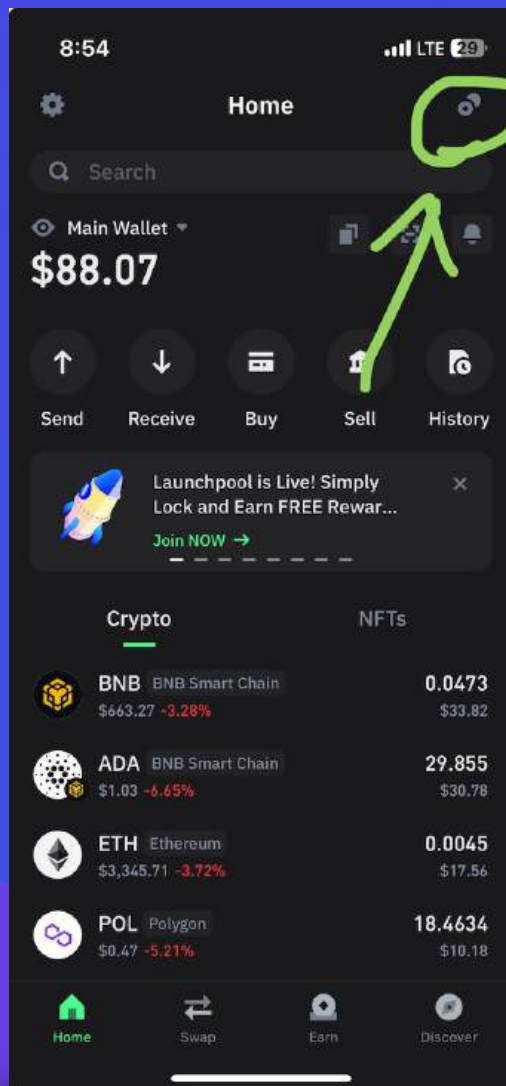 8:54
LTE 29
Home
Search
Main Wallet
$88.07
Send Receive Buy Sell History
Launchpool is Live! Simply
Lock and Earn FREE Rewar...
Join NOW →
Crypto NFTs
BNB BNB Smart Chain 0.0473
$663.27 -3.28% $33.82
ADA BNB Smart Chain 29.855
$1.03 -6.65% $30.78
ETH Ethereum 0.0045
$3,345.71 -3.72% $17.56
POL Polygon 18.4634
$0.47 -5.21% $10.18
Home Swap Earn Discover